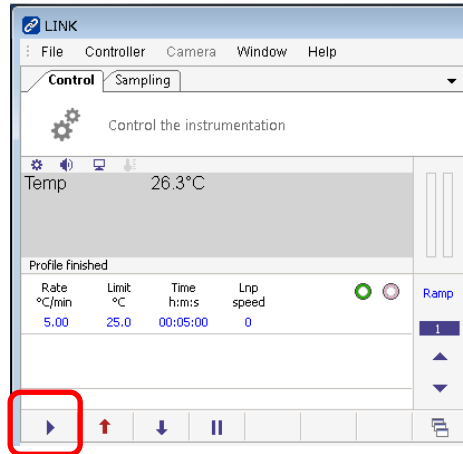 LINK
File Controller Camera Window Help
Control Sampling
Control the instrumentation
Temp 26.3°C
Profile finished
Rate Limit Time Lnp
°C/min °C h:m:s speed Ramp
5.00 25.0 00:05:00 0
1